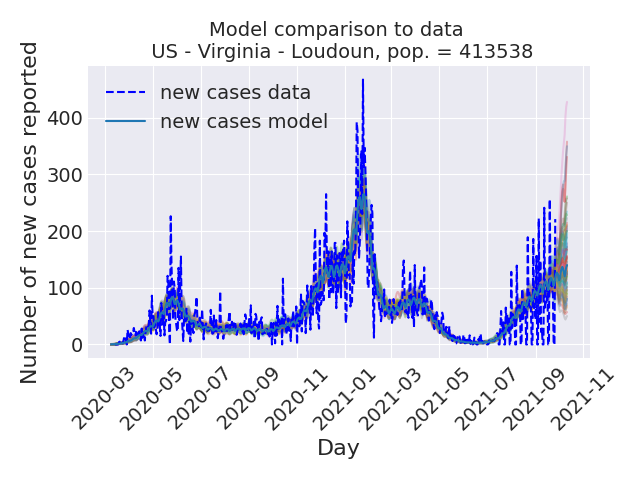 Model comparison to data
US - Virginia - Loudoun, pop. = 413538
new cases data
new cases model
Number of new cases reported
400
300
200
100
0
2020-03
2020-05
2020-07
2020-09
2020-11
2021-01
2021-03
2021-05
2021-07
2021-09
2021-11
Day